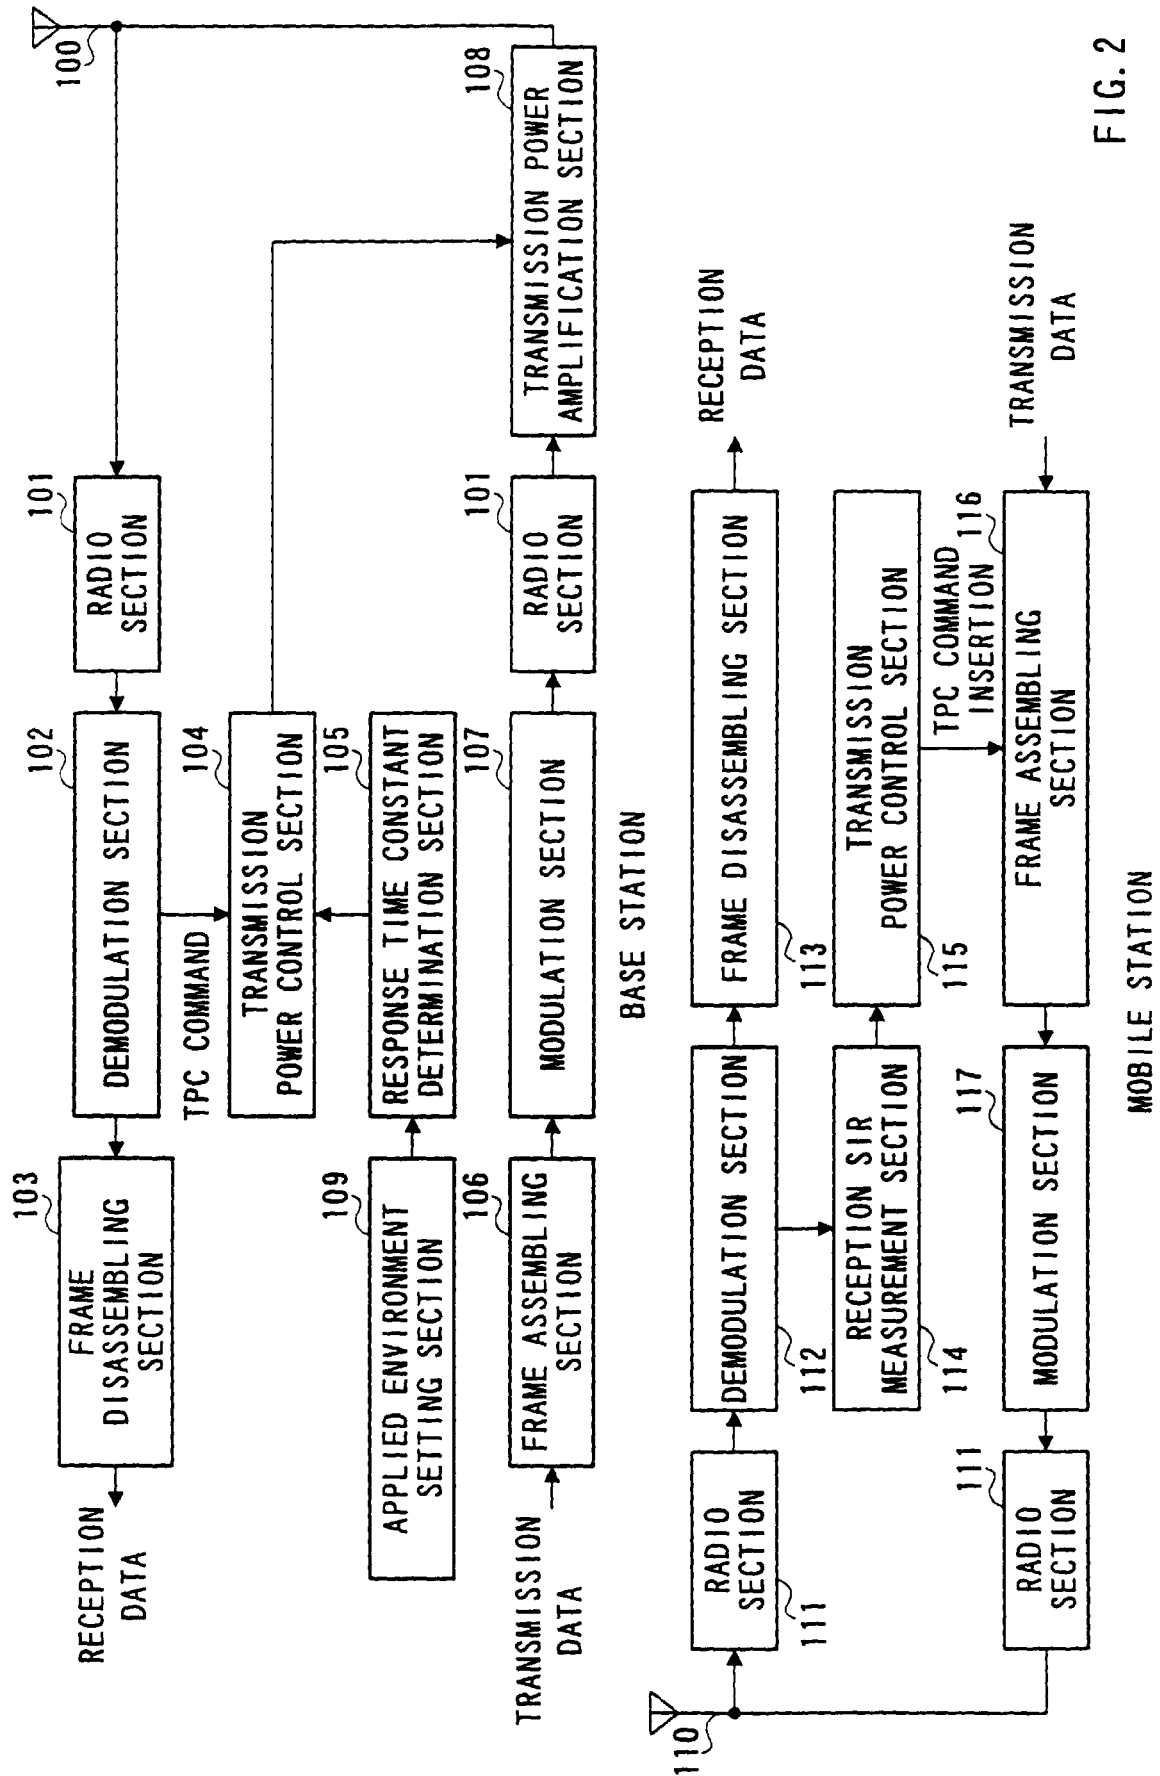 103
FRAME
DISASSEMBLING
SECTION
RECEPTION
DATA
102
DEMODULATION SECTION
101
RADIO
SECTION
100
TPC COMMAND
104
TRANSMISSION
POWER CONTROL SECTION
109
APPLIED ENVIRONMENT
SETTING SECTION
105
RESPONSE TIME CONSTANT
DETERMINATION SECTION
108
TRANSMISSION POWER
AMPLIFICATION SECTION
TRANSMISSION
DATA
106
FRAME ASSEMBLING
SECTION
107
MODULATION SECTION
101
RADIO
SECTION
BASE STATION
110
RADIO
SECTION
111
DEMODULATION SECTION
112
FRAME DISASSEMBLING SECTION
113
RECEPTION
DATA
RECEPTION SIR
MEASUREMENT SECTION
114
TRANSMISSION
POWER CONTROL SECTION
115
TPC COMMAND
INSERTION
111
RADIO
SECTION
117
MODULATION SECTION
116
FRAME ASSEMBLING
SECTION
TRANSMISSION
DATA
MOBILE STATION
FIG. 2